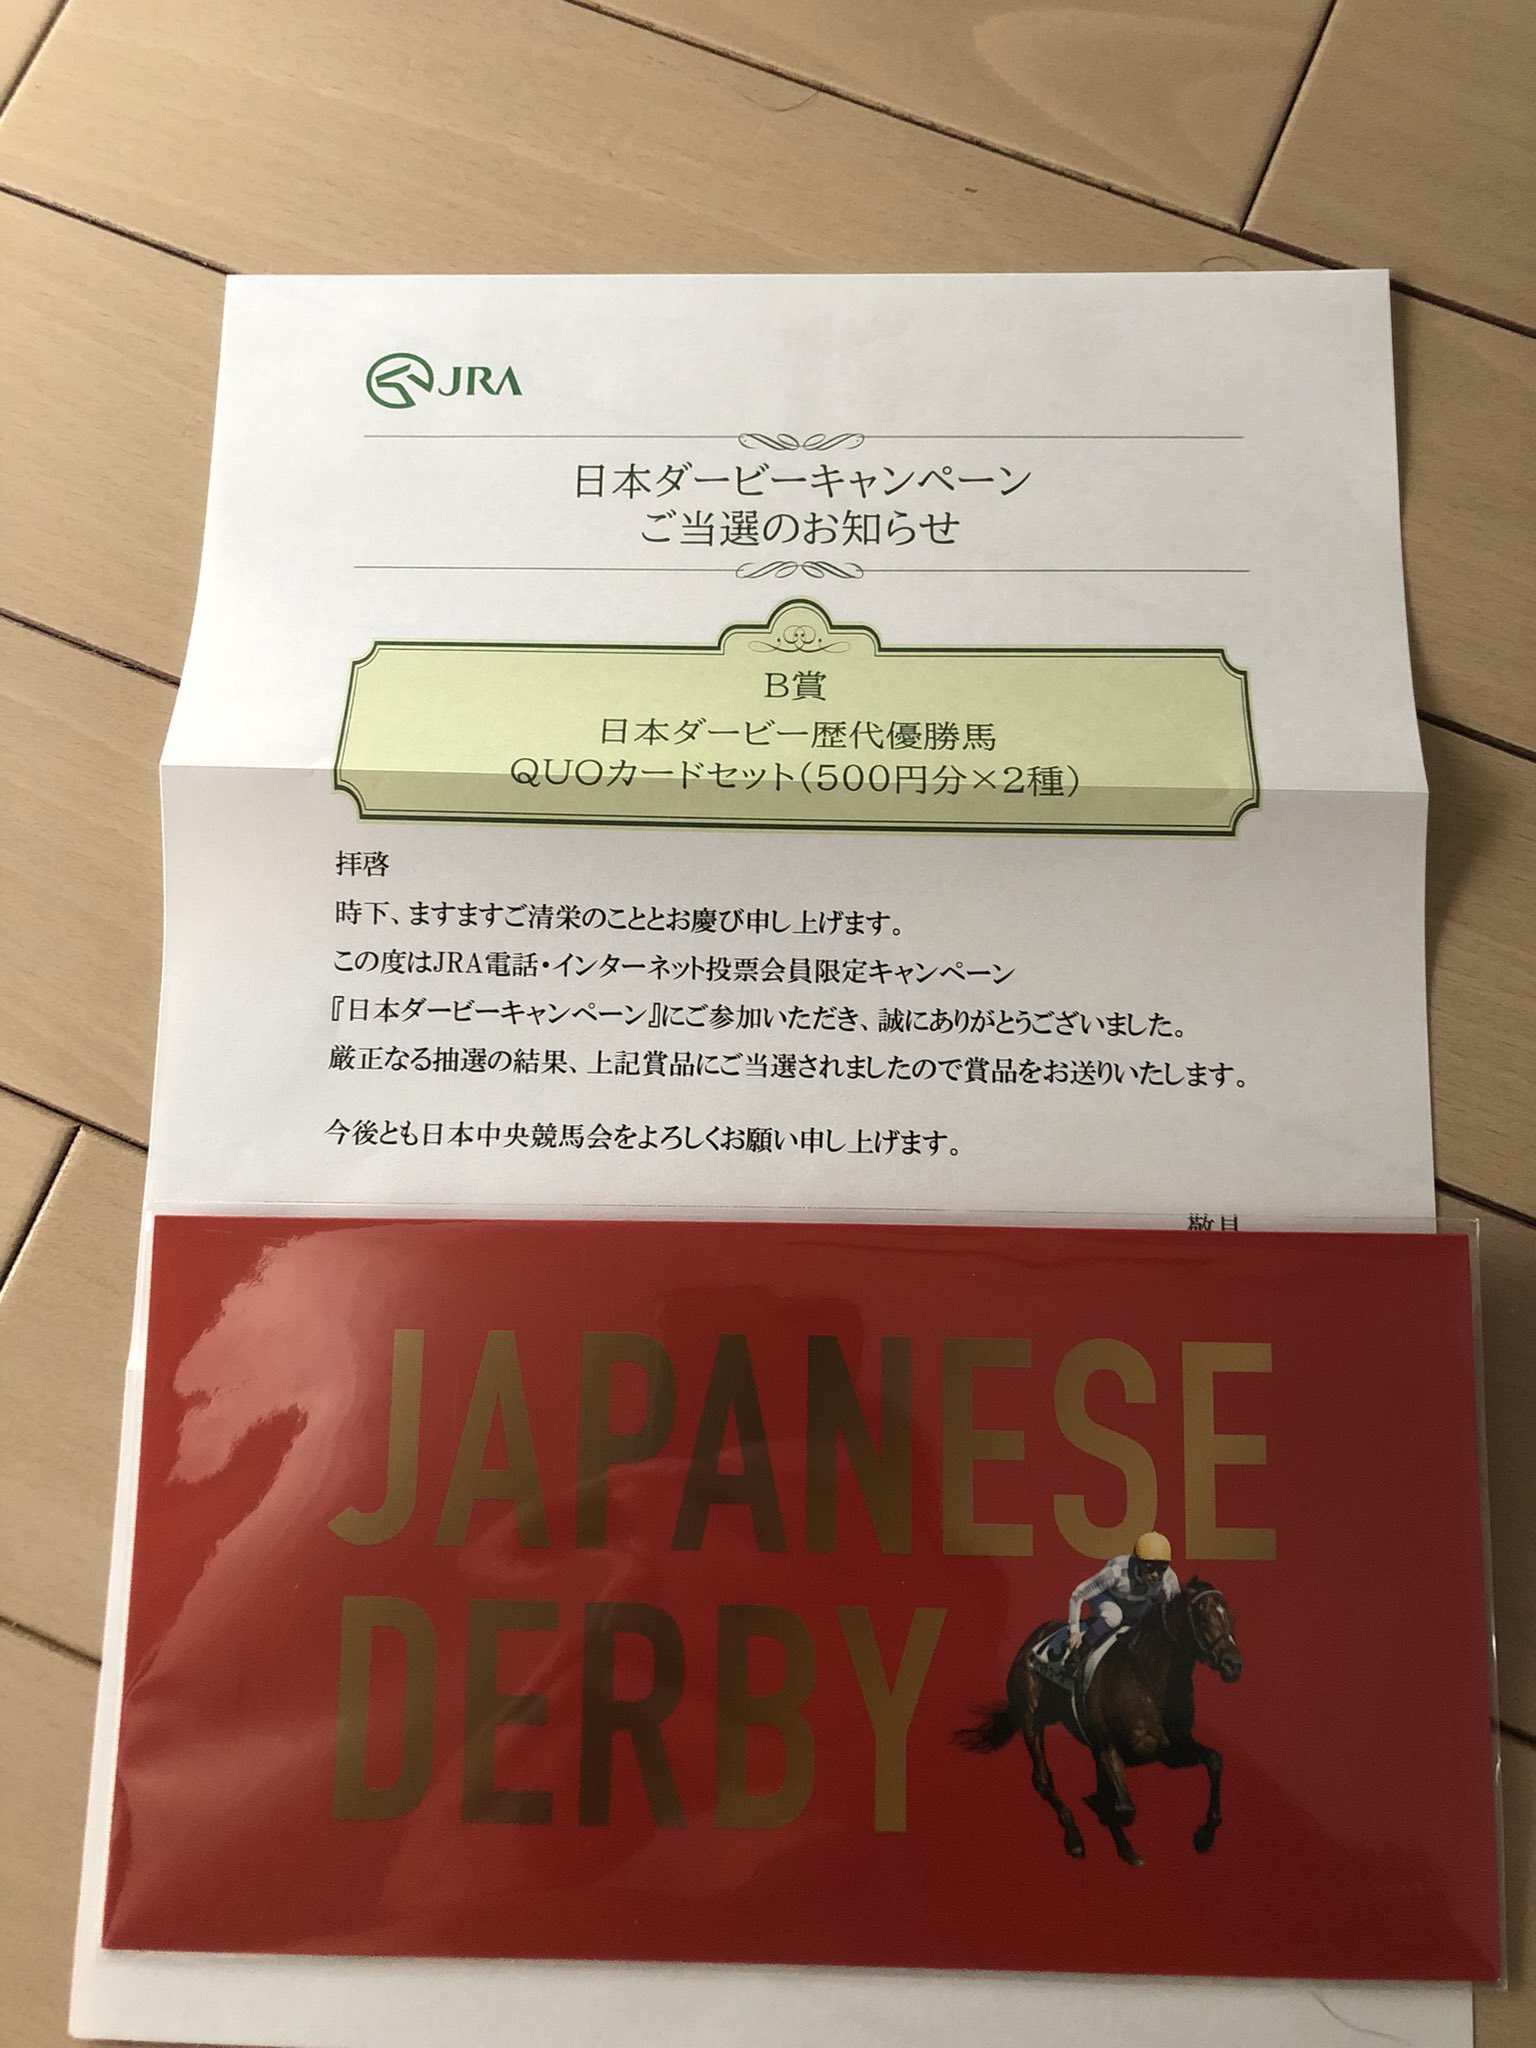 JRA
日本ダービーキャンペーン
ご当選のお知らせ
B賞
日本ダービー歴代優勝馬
QUOカードセット(500円分×2種)
拝啓
時下、ますますご清栄のこととお慶び申し上げます。
この度はJRA電話・インターネット投票会員限定キャンペーン
『日本ダービーキャンペーン』にご参加いただき、誠にありがとうございました。
厳正なる抽選の結果、上記賞品にご当選されましたので賞品をお送りいたします。
今後とも日本中央競馬会をよろしくお願い申し上げます。
JAPANESE
DERBY